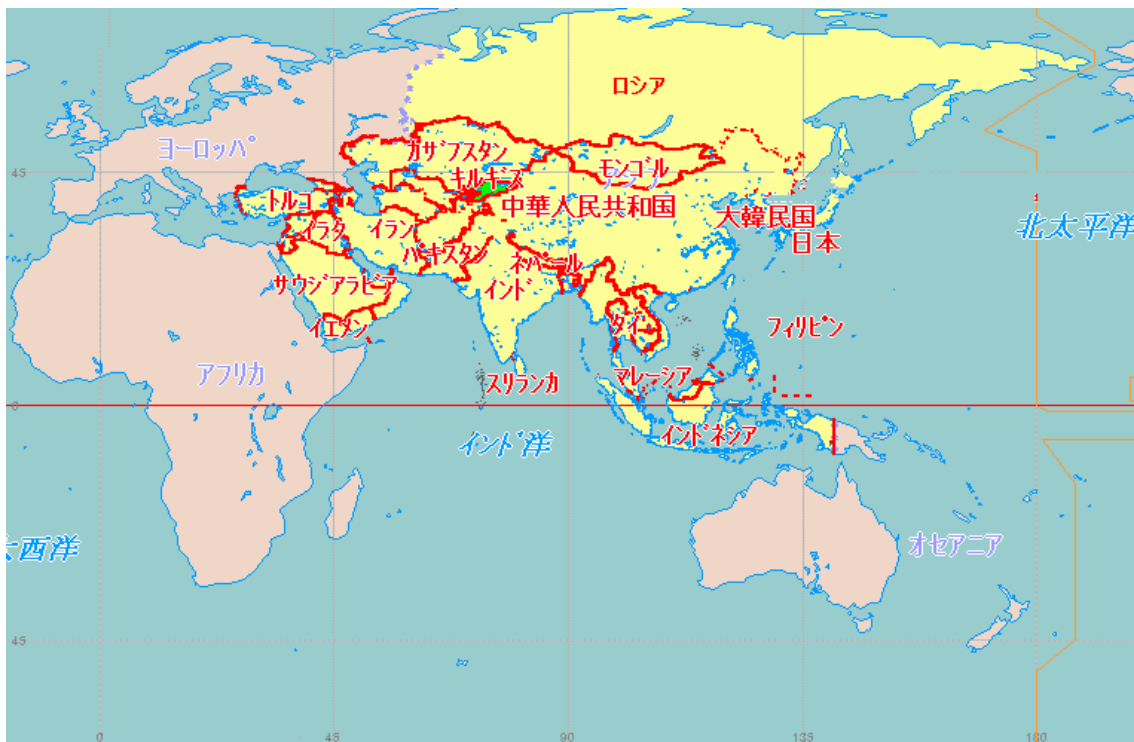 ロシア
ヨーロッパ
カザフスタン
モンゴル
アジア
45
キルギス
トルコ
中華人民共和国
大韓民国
イラク
イラン
北太平洋
日本
パキスタン
ネパール
サウジアラビア
インド
イエメン
タイ
フィリピン
アフリカ
スリランカ
マレーシア
0
インド洋
インドネシア
大西洋
オセアニア
45
0
45
90
135
180